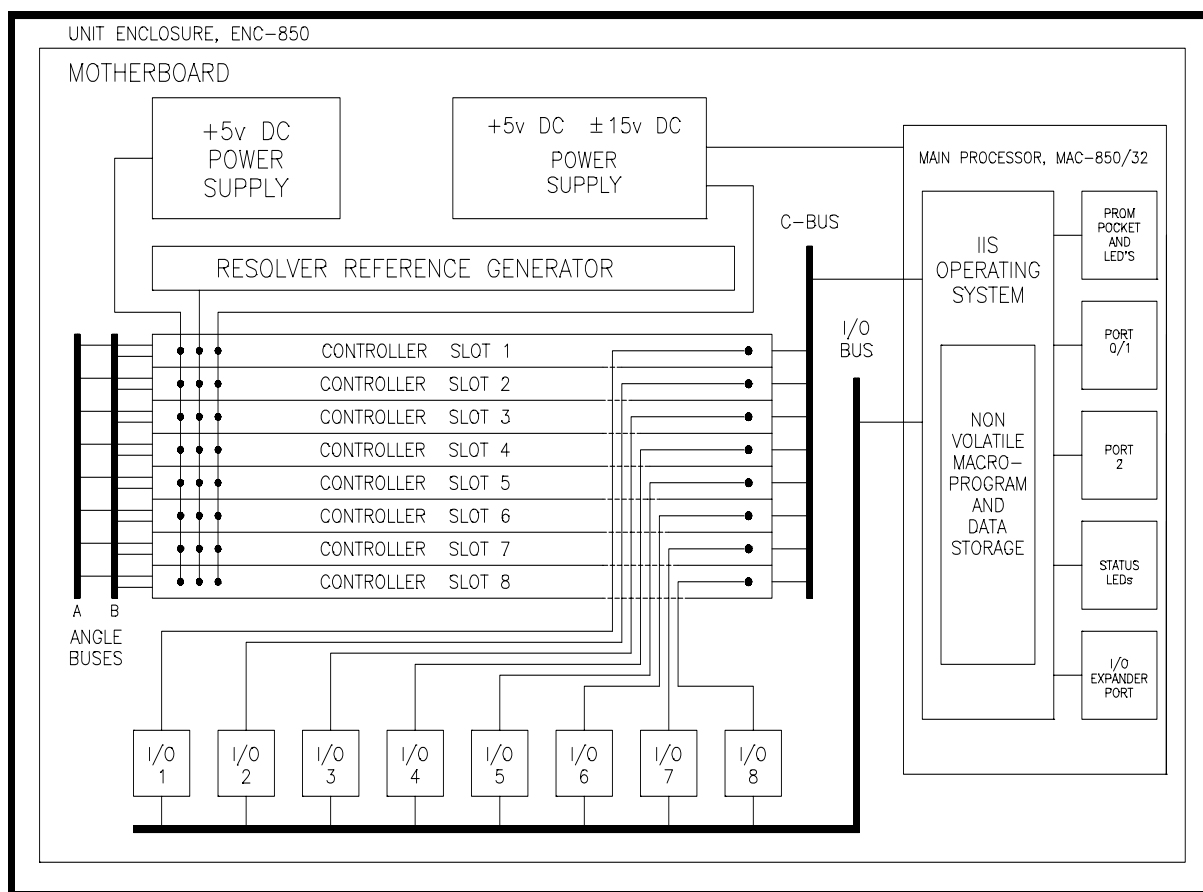 UNIT ENCLOSURE, ENC-850
MOTHERBOARD
+5v DC
POWER
SUPPLY
+5v DC ±15v DC
POWER
SUPPLY
MAIN PROCESSOR, MAC-850/32
C-BUS
RESOLVER REFERENCE GENERATOR
IIS
OPERATING
SYSTEM
PROM
POCKET
AND
LED'S
I/O
BUS
PORT
0/1
CONTROLLER SLOT 1
CONTROLLER SLOT 2
CONTROLLER SLOT 3
CONTROLLER SLOT 4
CONTROLLER SLOT 5
CONTROLLER SLOT 6
CONTROLLER SLOT 7
CONTROLLER SLOT 8
NON
VOLATILE
MACRO-
PROGRAM
AND
DATA
STORAGE
PORT
2
STATUS
LEDs
I/O
EXPANDER
PORT
A B
ANGLE
BUSES
I/O
1
I/O
2
I/O
3
I/O
4
I/O
5
I/O
6
I/O
7
I/O
8